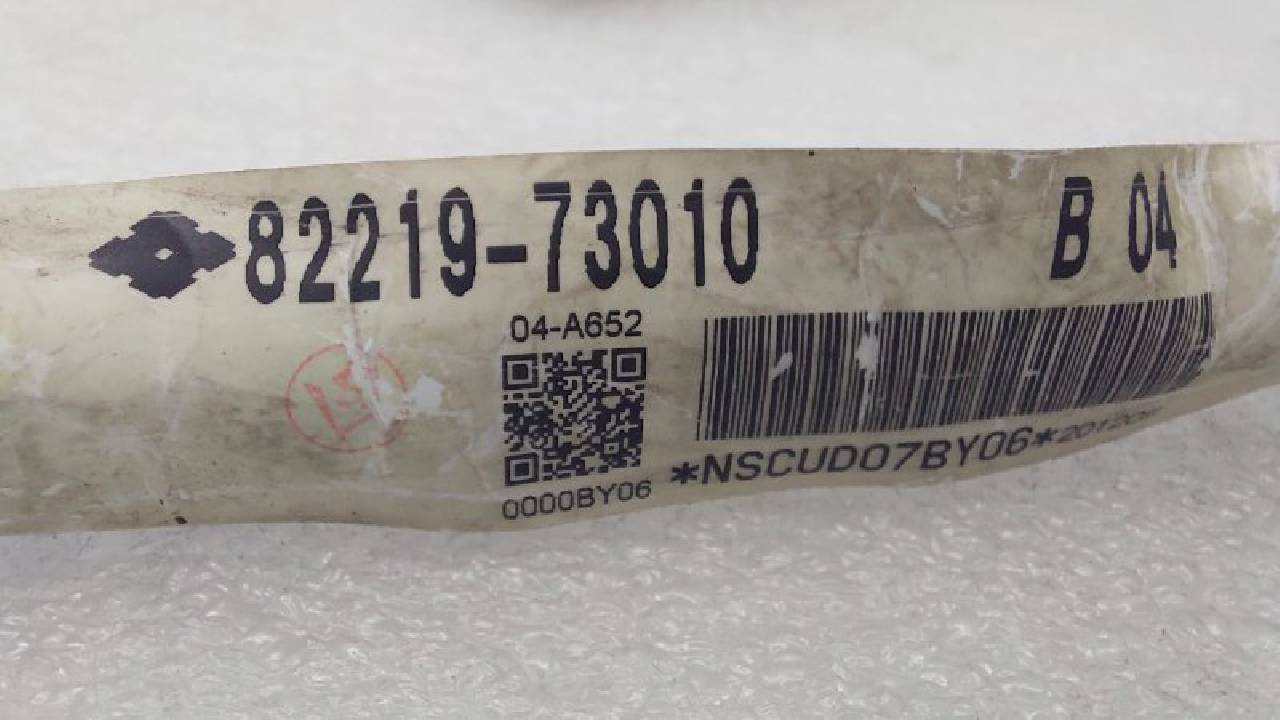 82219-73010 B 04
04-A652
0000BY06
*NSCUD07BY06*